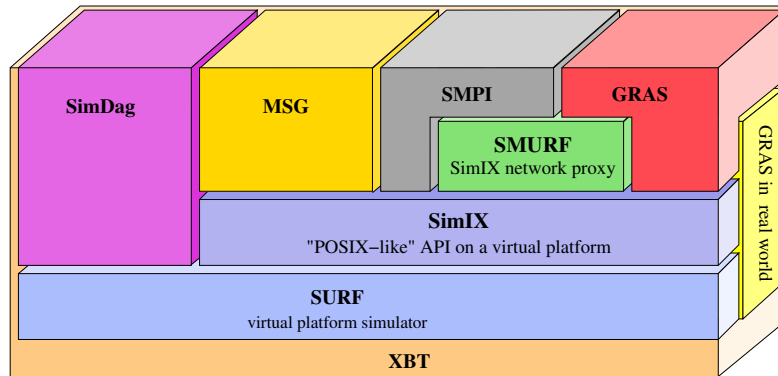 SimDag
MSG
SMPI
GRAS
SMURF
SimIX network proxy
GRAS in real world
SimIX
"POSIX−like" API on a virtual platform
SURF
virtual platform simulator
XBT